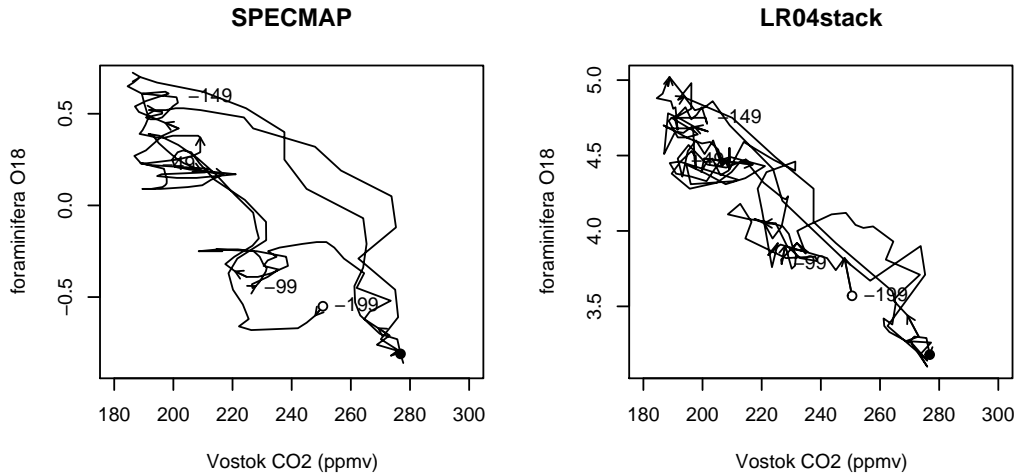 SPECMAP
foraminifera O18
0.5
0.0
−0.5
−149
−49
−99
−199
180 200 220 240 260 280 300
Vostok CO2 (ppmv)
LR04stack
foraminifera O18
5.0
4.5
4.0
3.5
−149
−99
−199
180 200 220 240 260 280 300
Vostok CO2 (ppmv)